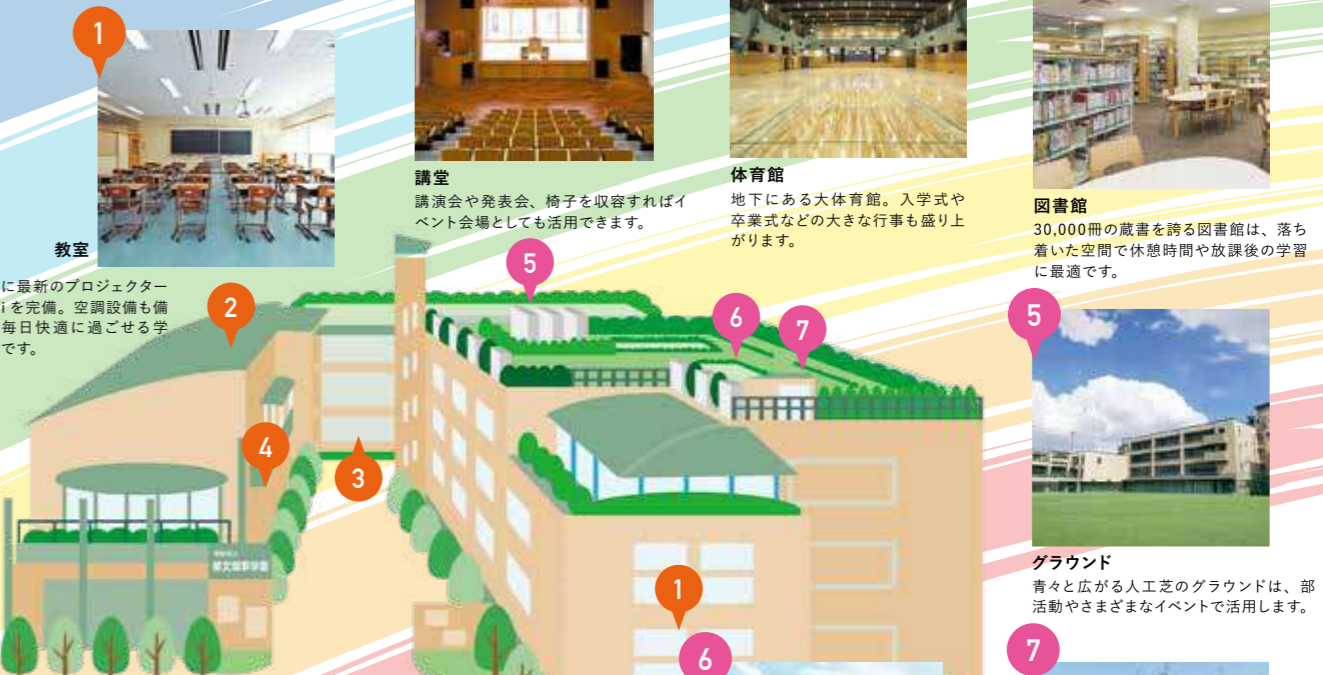 1
教室
に最新のプロジェクター
iを完備。空調設備も備
毎日快適に過ごせる学
です。
講堂
講演会や発表会、椅子を収容すればイ
ベント会場としても活用できます。
体育館
地下にある大体育館。入学式や
卒業式などの大きな行事も盛り上
がります。
図書館
30,000冊の蔵書を誇る図書館は、落ち
着いた空間で休憩時間や放課後の学習
に最適です。
5
グラウンド
青々と広がる人工芝のグラウンドは、部
活動やさまざまなイベントで活用します。
2
5
6
7
4
3
郁文館夢学園
1
6
7